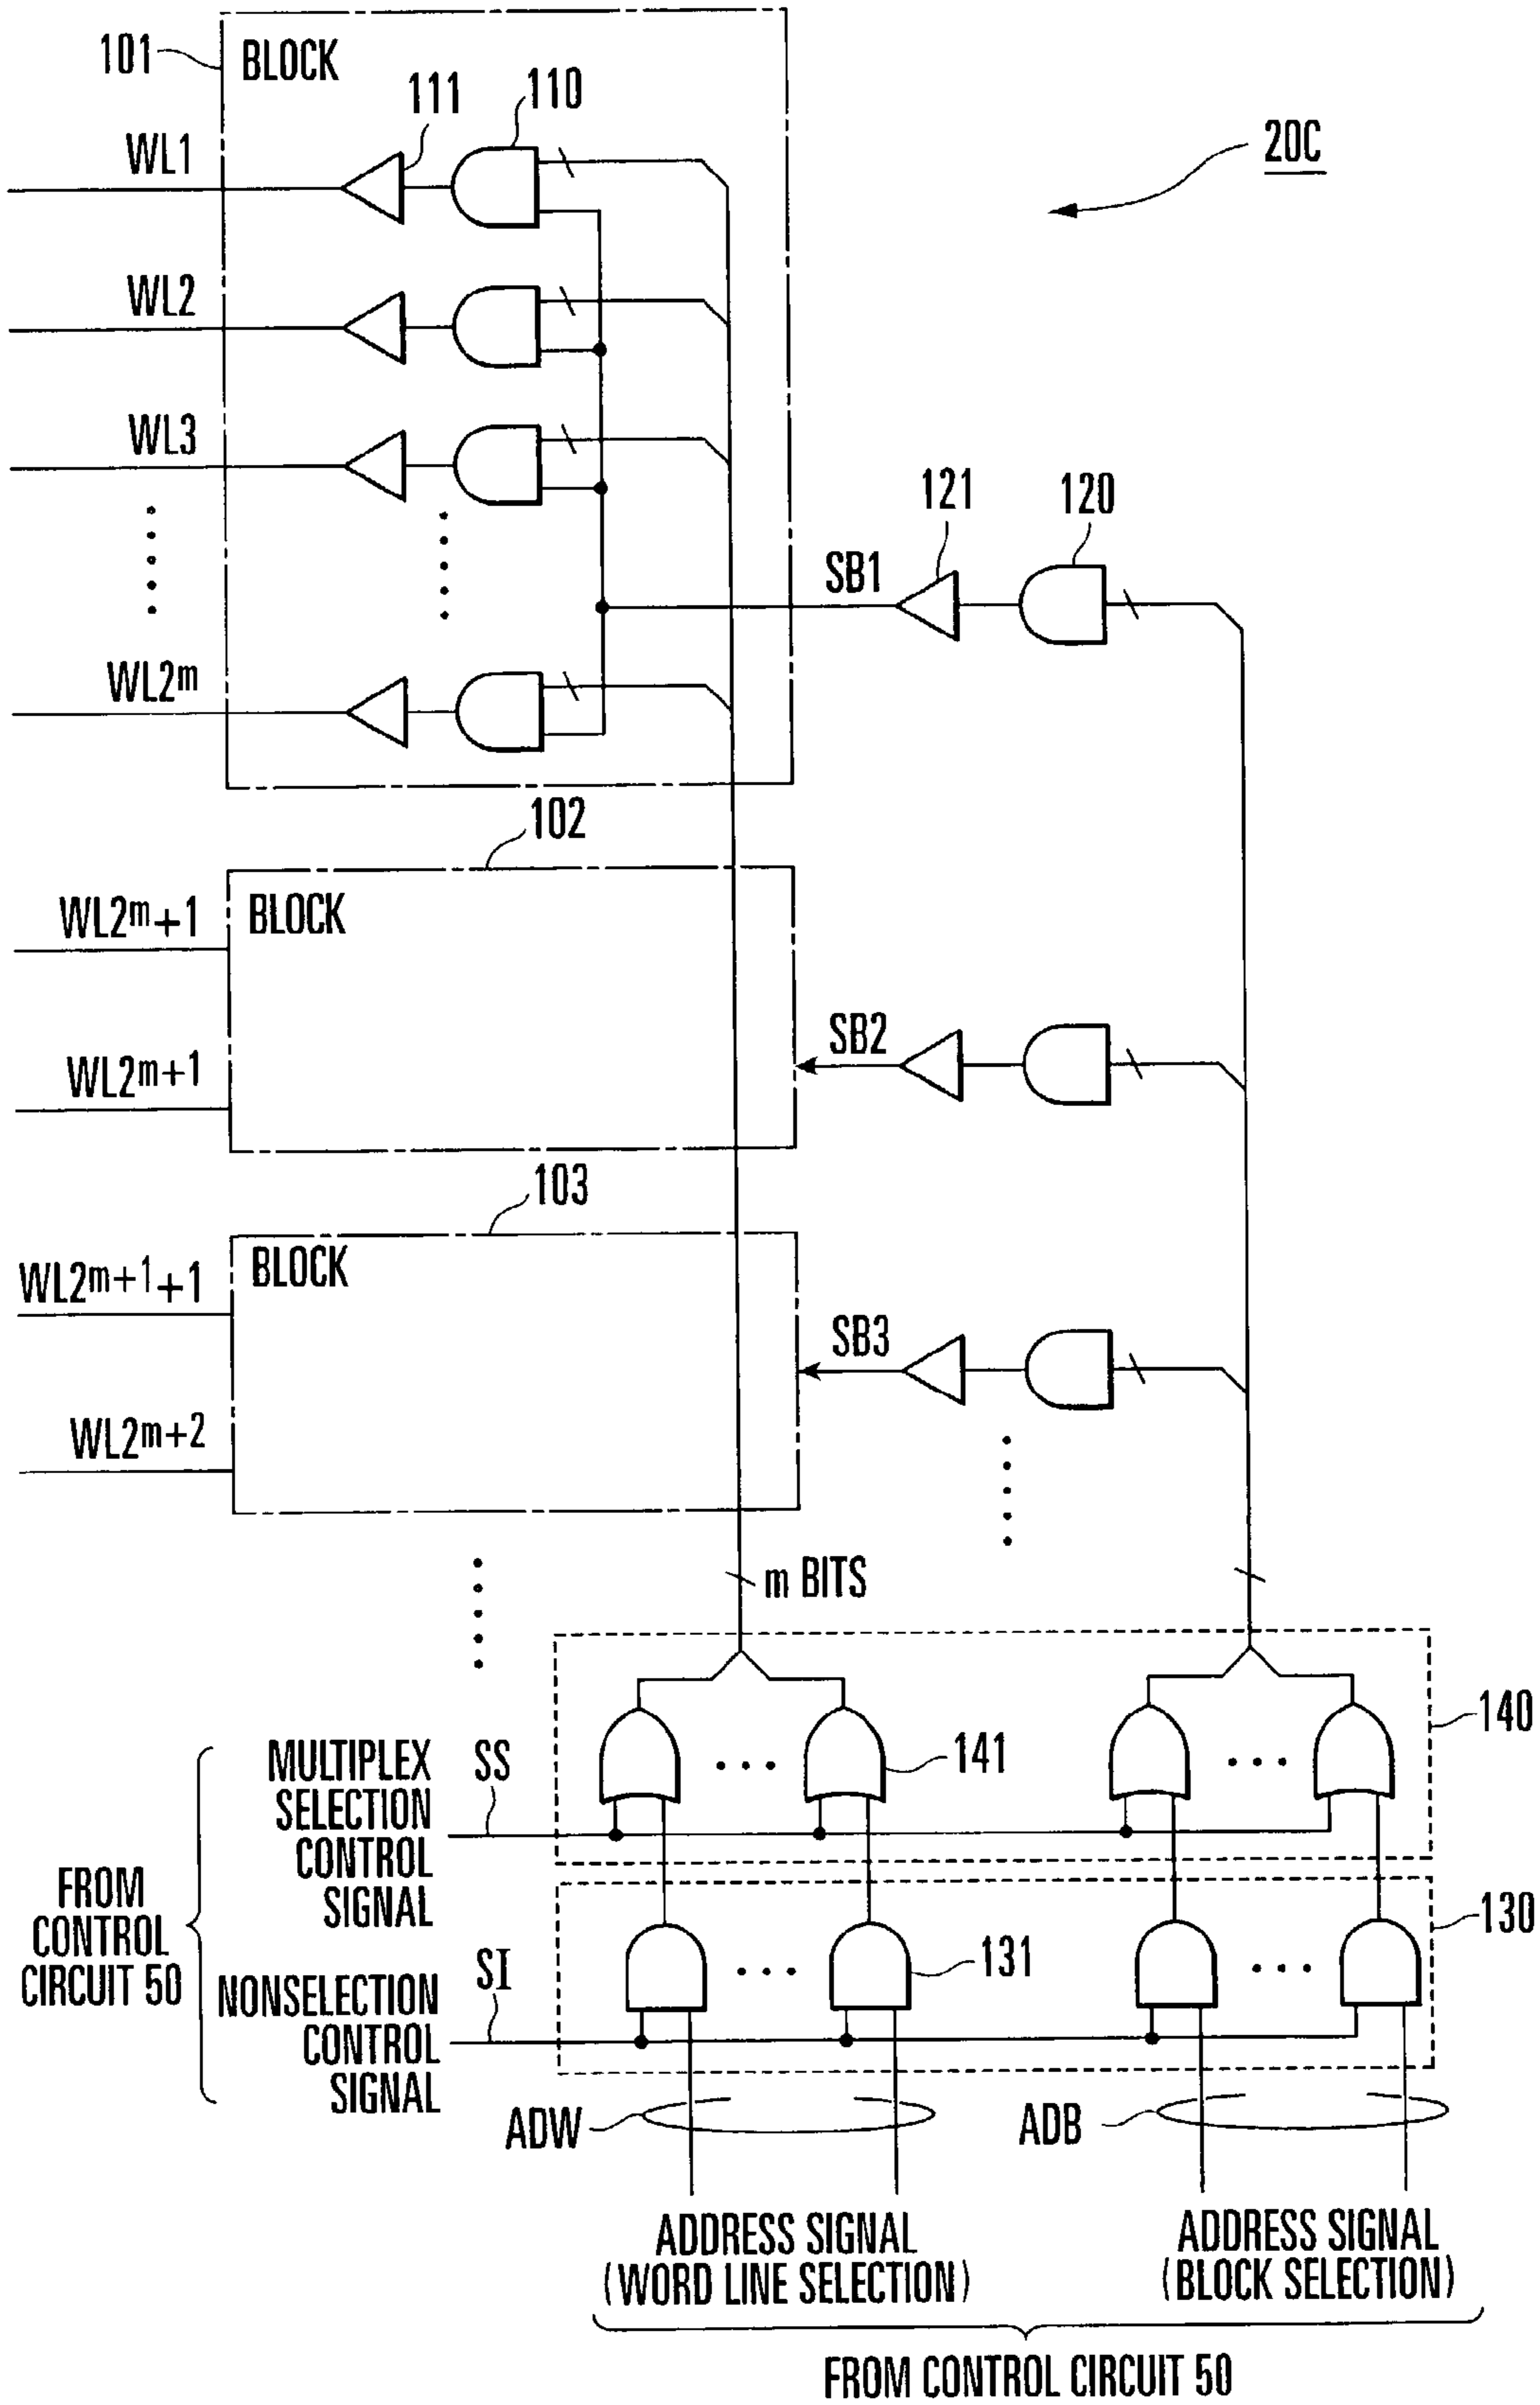 101
BLOCK
111
110
20C
WL1
WL2
WL3
121
120
SB1
WL2ᵐ
102
WL2ᵐ+1
BLOCK
SB2
WL2ᵐ⁺¹
103
WL2ᵐ⁺¹+1
BLOCK
SB3
WL2ᵐ⁺²
m BITS
140
MULTIPLEX
SELECTION
CONTROL
SIGNAL
SS
141
FROM
CONTROL
CIRCUIT 50
130
NONSELECTION
CONTROL
SIGNAL
SI
131
ADW
ADB
ADDRESS SIGNAL
(WORD LINE SELECTION)
ADDRESS SIGNAL
(BLOCK SELECTION)
FROM CONTROL CIRCUIT 50